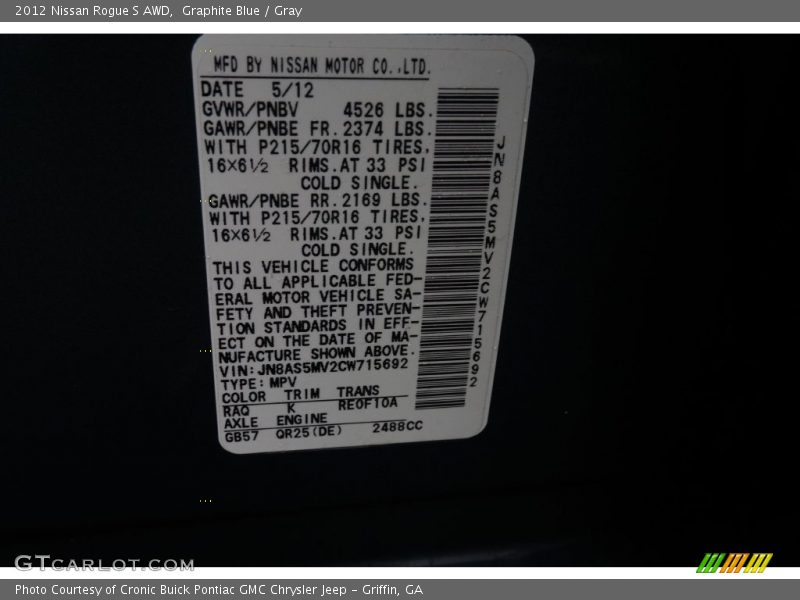 2012 Nissan Rogue S AWD,  Graphite Blue / Gray
MFD BY NISSAN MOTOR CO.,LTD.
DATE 5/12
GVWR/PNBV 4526 LBS.
GAWR/PNBE FR. 2374 LBS.
WITH P215/70R16 TIRES,
16×6½ RIMS.AT 33 PSI
COLD SINGLE.
GAWR/PNBE RR. 2169 LBS.
WITH P215/70R16 TIRES,
16×6½ RIMS.AT 33 PSI
COLD SINGLE.
THIS VEHICLE CONFORMS
TO ALL APPLICABLE FED-
ERAL MOTOR VEHICLE SA-
FETY AND THEFT PREVEN-
TION STANDARDS IN EFF-
ECT ON THE DATE OF MA-
NUFACTURE SHOWN ABOVE.
VIN:JN8AS5MV2CW715692
TYPE:MPV
COLOR TRIM TRANS
RAQ K RE0F10A
AXLE ENGINE
GB57 QR25(DE) 2488CC
JN8AS5MV2CW715692
GTCARLOT.COM
Photo Courtesy of Cronic Buick Pontiac GMC Chrysler Jeep - Griffin, GA